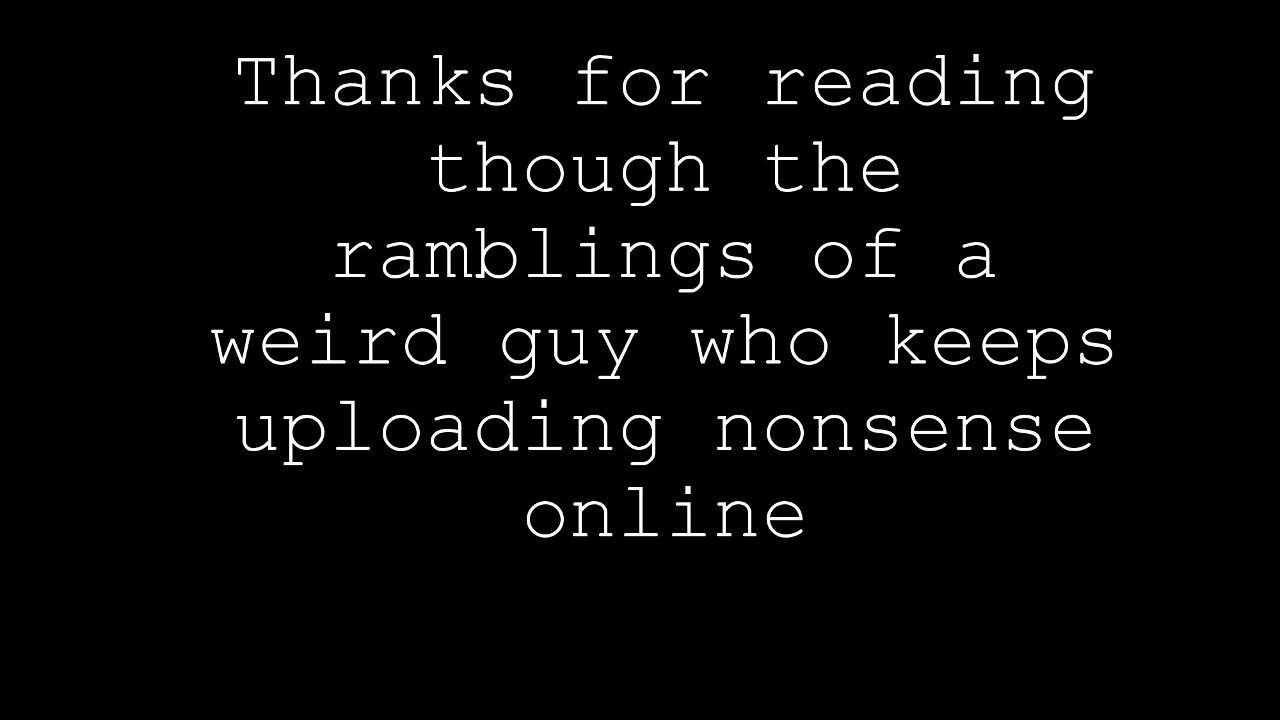 Thanks for reading
though the
ramblings of a
weird guy who keeps
uploading nonsense
online